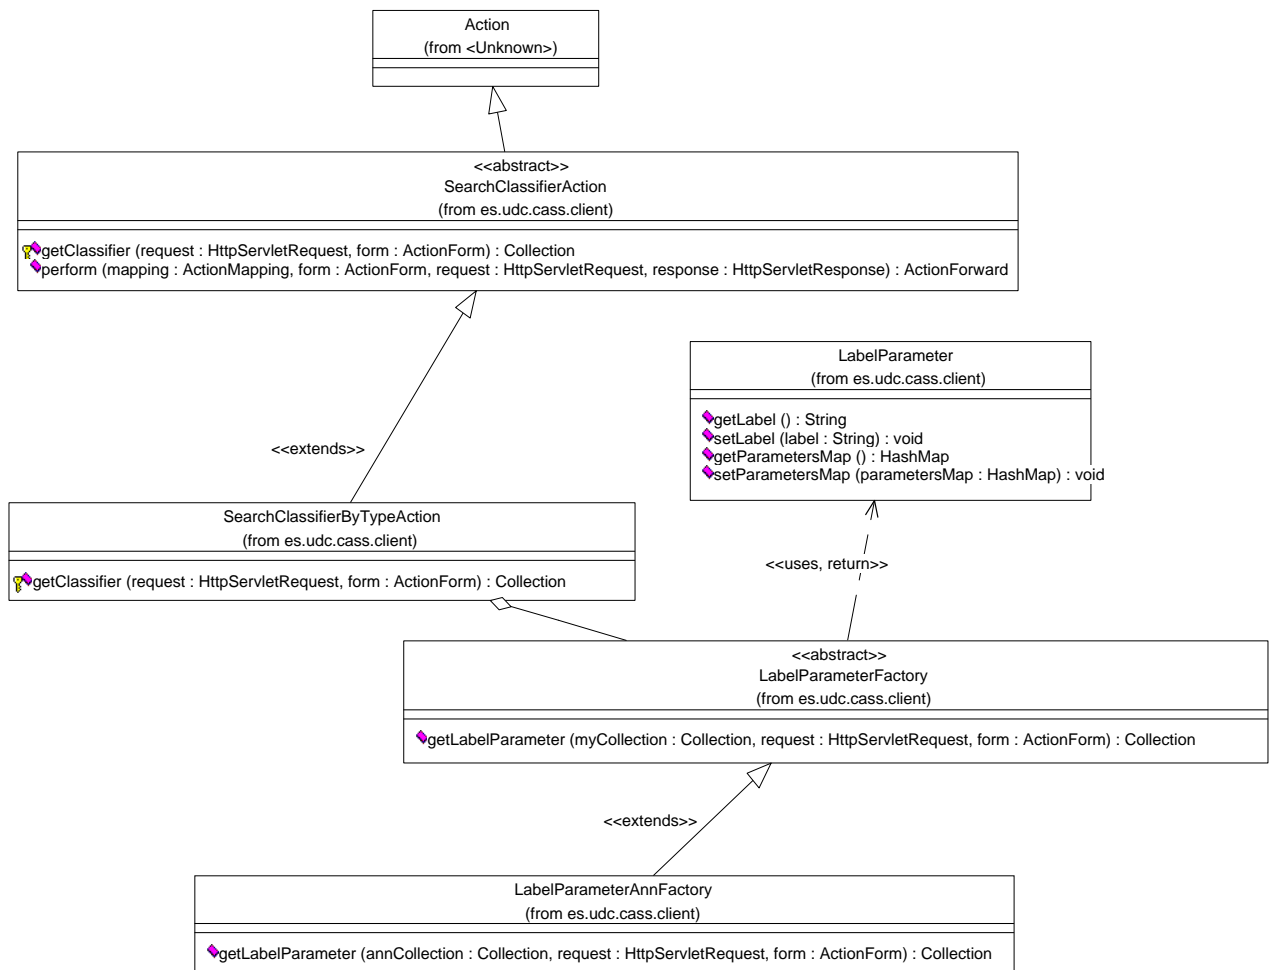 Action
(from <Unknown>)
<<abstract>>
SearchClassifierAction
(from es.udc.cass.client)
getClassifier (request : HttpServletRequest, form : ActionForm) : Collection
perform (mapping : ActionMapping, form : ActionForm, request : HttpServletRequest, response : HttpServletResponse) : ActionForward
LabelParameter
(from es.udc.cass.client)
getLabel () : String
setLabel (label : String) : void
getParametersMap () : HashMap
setParametersMap (parametersMap : HashMap) : void
<<extends>>
SearchClassifierByTypeAction
(from es.udc.cass.client)
getClassifier (request : HttpServletRequest, form : ActionForm) : Collection
<<uses, return>>
<<abstract>>
LabelParameterFactory
(from es.udc.cass.client)
getLabelParameter (myCollection : Collection, request : HttpServletRequest, form : ActionForm) : Collection
<<extends>>
LabelParameterAnnFactory
(from es.udc.cass.client)
getLabelParameter (annCollection : Collection, request : HttpServletRequest, form : ActionForm) : Collection